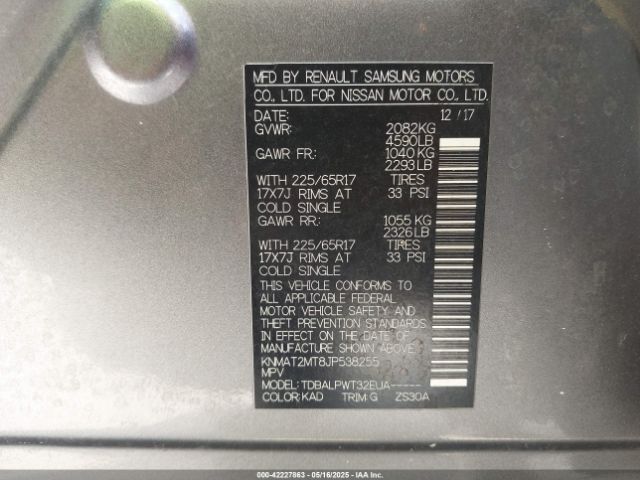 MFD BY RENAULT SAMSUNG MOTORS
CO., LTD. FOR NISSAN MOTOR CO., LTD.
DATE: 12 / 17
GVWR: 2082KG
4590LB
GAWR FR: 1040 KG
2293LB
WITH 225/65R17 TIRES
17X7J RIMS AT 33 PSI
COLD SINGLE
GAWR RR: 1055 KG
2326LB
WITH 225/65R17 TIRES
17X7J RIMS AT 33 PSI
COLD SINGLE
THIS VEHICLE CONFORMS TO
ALL APPLICABLE FEDERAL
MOTOR VEHICLE SAFETY AND
THEFT PREVENTION STANDARDS
IN EFFECT ON THE DATE OF
MANUFACTURE SHOWN ABOVE.
KNMAT2MT8JP538255
MPV
MODEL: TDBALPWT32EUA-----
COLOR: KAD TRIM: G ZS30A
000-42227863 - 05/16/2025 - IAA, Inc.